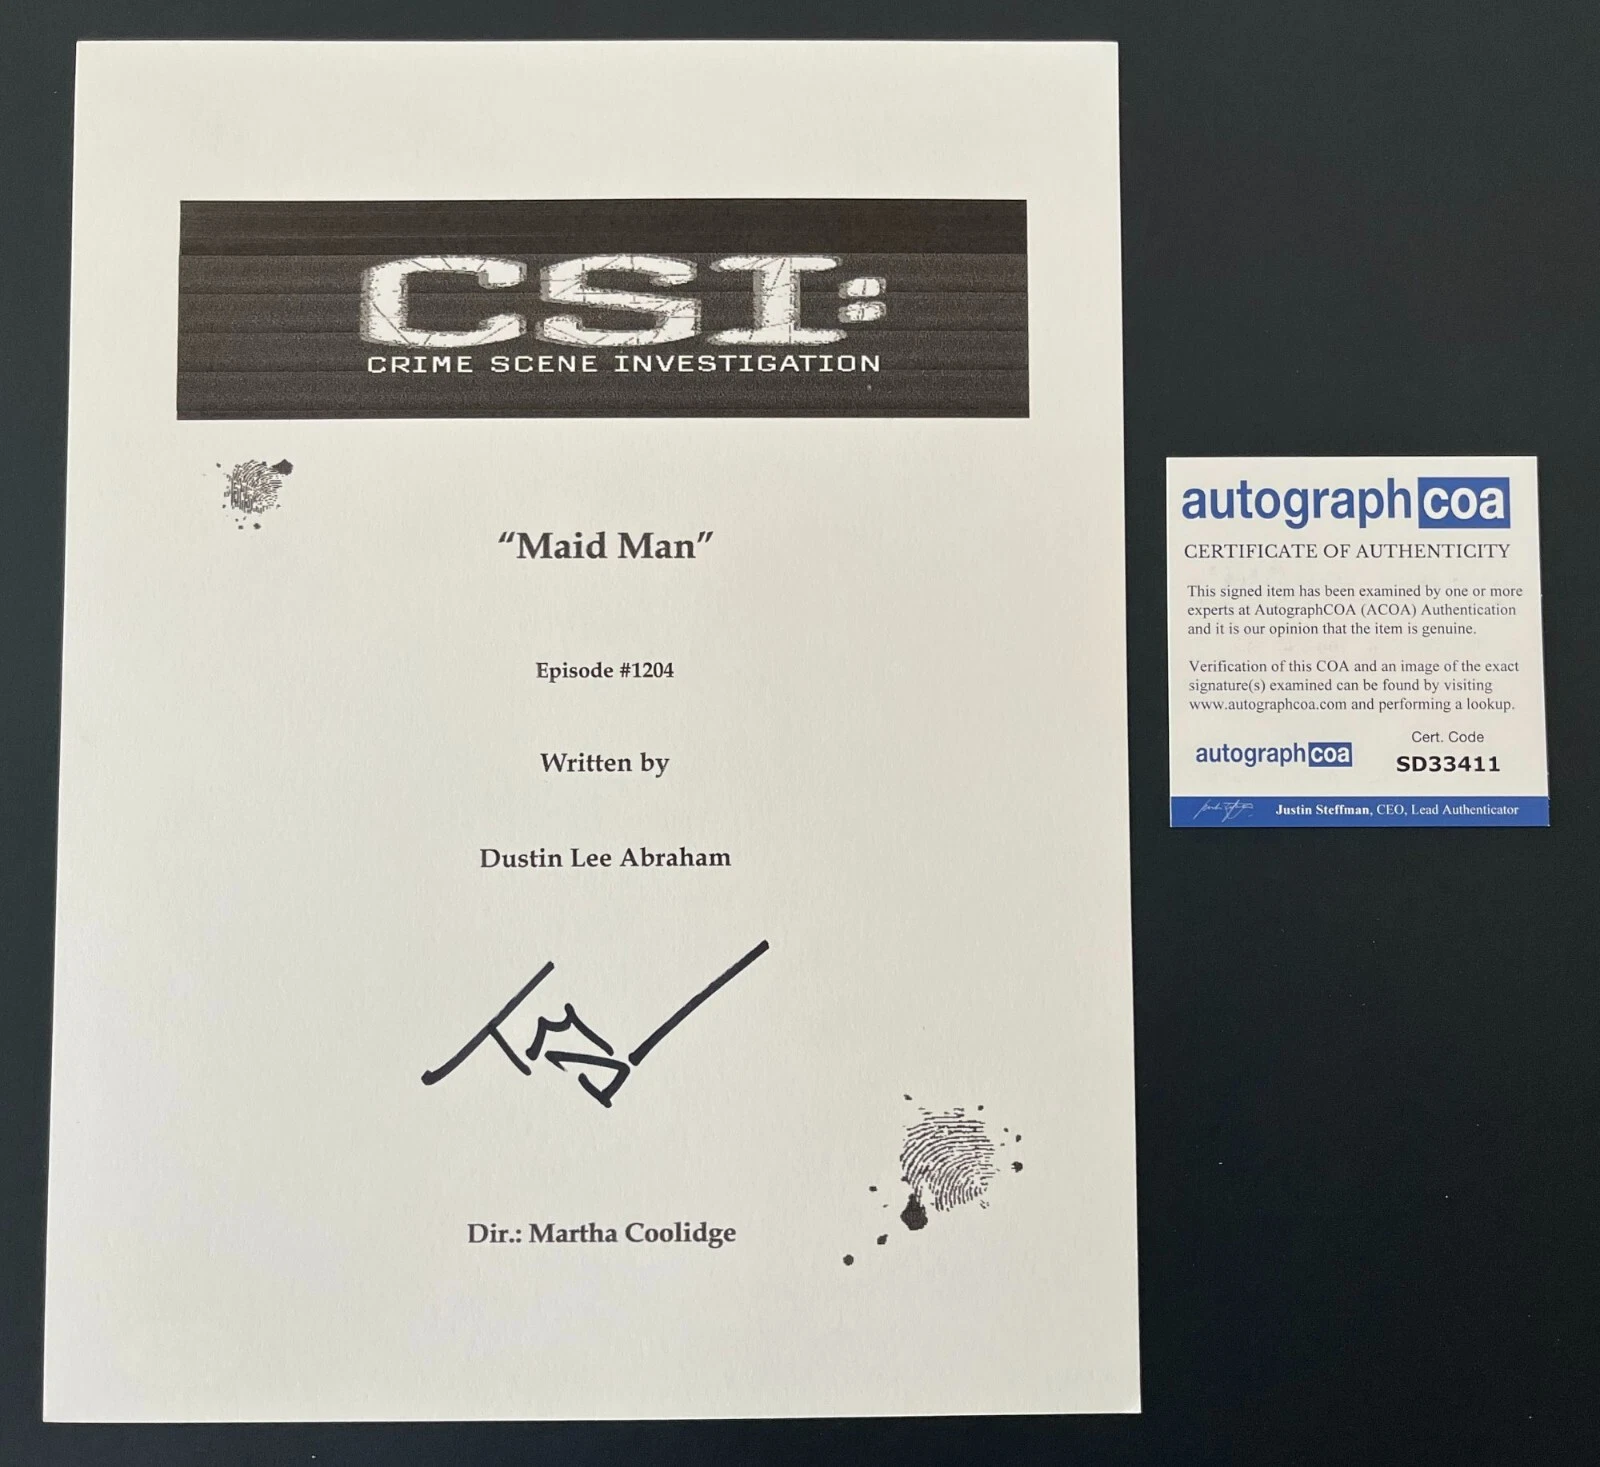 CSI:
CRIME SCENE INVESTIGATION
“Maid Man”
Episode #1204
Written by
Dustin Lee Abraham
Dir.: Martha Coolidge
autographcoa
CERTIFICATE OF AUTHENTICITY
This signed item has been examined by one or more
experts at AutographCOA (ACOA) Authentication
and it is our opinion that the item is genuine.
Verification of this COA and an image of the exact
signature(s) examined can be found by visiting
www.autographcoa.com and performing a lookup.
Cert. Code
autographcoa SD33411
Justin Steffman, CEO, Lead Authenticator